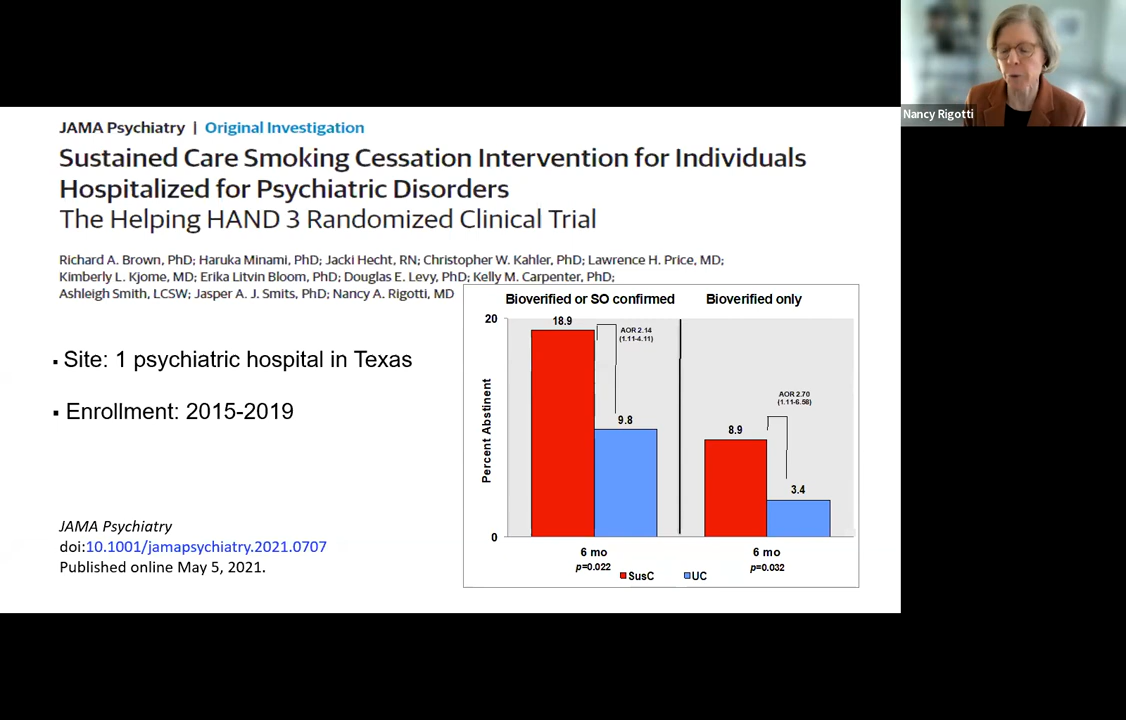 Nancy Rigotti
JAMA Psychiatry | Original Investigation
Sustained Care Smoking Cessation Intervention for Individuals
Hospitalized for Psychiatric Disorders
The Helping HAND 3 Randomized Clinical Trial
Richard A. Brown, PhD; Haruka Minami, PhD; Jacki Hecht, RN; Christopher W. Kahler, PhD; Lawrence H. Price, MD;
Kimberly L. Kjome, MD; Erika Litvin Bloom, PhD; Douglas E. Levy, PhD; Kelly M. Carpenter, PhD;
Ashleigh Smith, LCSW; Jasper A. J. Smits, PhD; Nancy A. Rigotti, MD
▪ Site: 1 psychiatric hospital in Texas
▪ Enrollment: 2015-2019
JAMA Psychiatry
doi:10.1001/jamapsychiatry.2021.0707
Published online May 5, 2021.
Bioverified or SO confirmed
Bioverified only
20
18.9
AOR 2.14
(1.11-4.11)
9.8
AOR 2.70
(1.11-6.58)
8.9
3.4
Percent Abstinent
0
6 mo
p=0.022
6 mo
p=0.032
SusC
UC